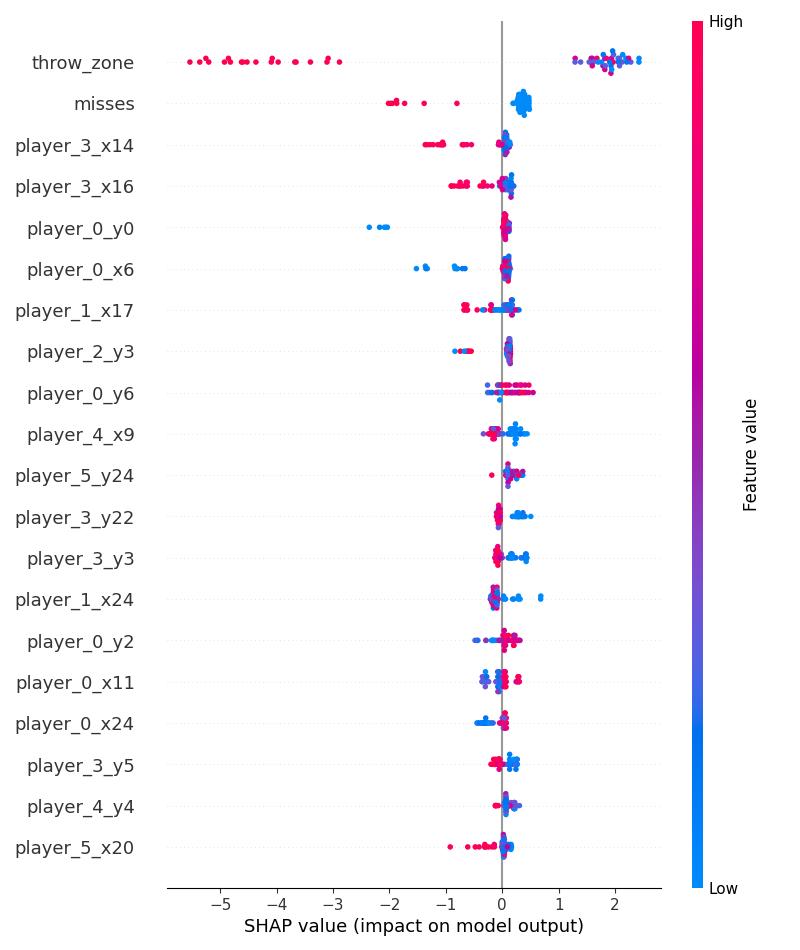 High
throw_zone
misses
player_3_x14
player_3_x16
player_0_y0
player_0_x6
player_1_x17
player_2_y3
player_0_y6
player_4_x9
player_5_y24
player_3_y22
player_3_y3
player_1_x24
player_0_y2
player_0_x11
player_0_x24
player_3_y5
player_4_y4
player_5_x20
Feature value
Low
−5 −4 −3 −2 −1 0 1 2
SHAP value (impact on model output)